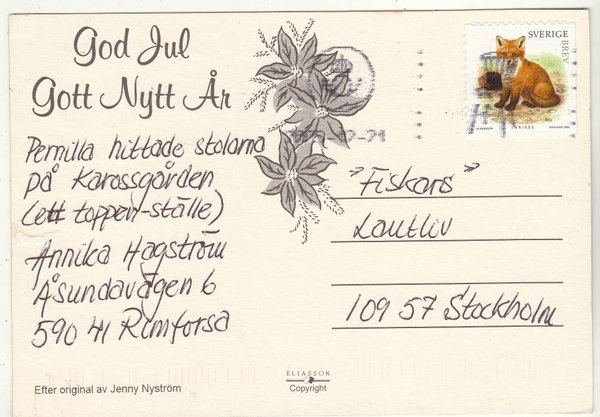 God Jul
Gott Nytt År
Pernilla hittade stolarna
på Karossgården
(ett toppen-ställe)
Annika Hagström
Åsundavägen 6
590 41 Rimforsa
Efter original av Jenny Nyström
ELIASSON
Copyright
SVERIGE
BREV
"Fiskars"
Lantliv
109 57 Stockholm